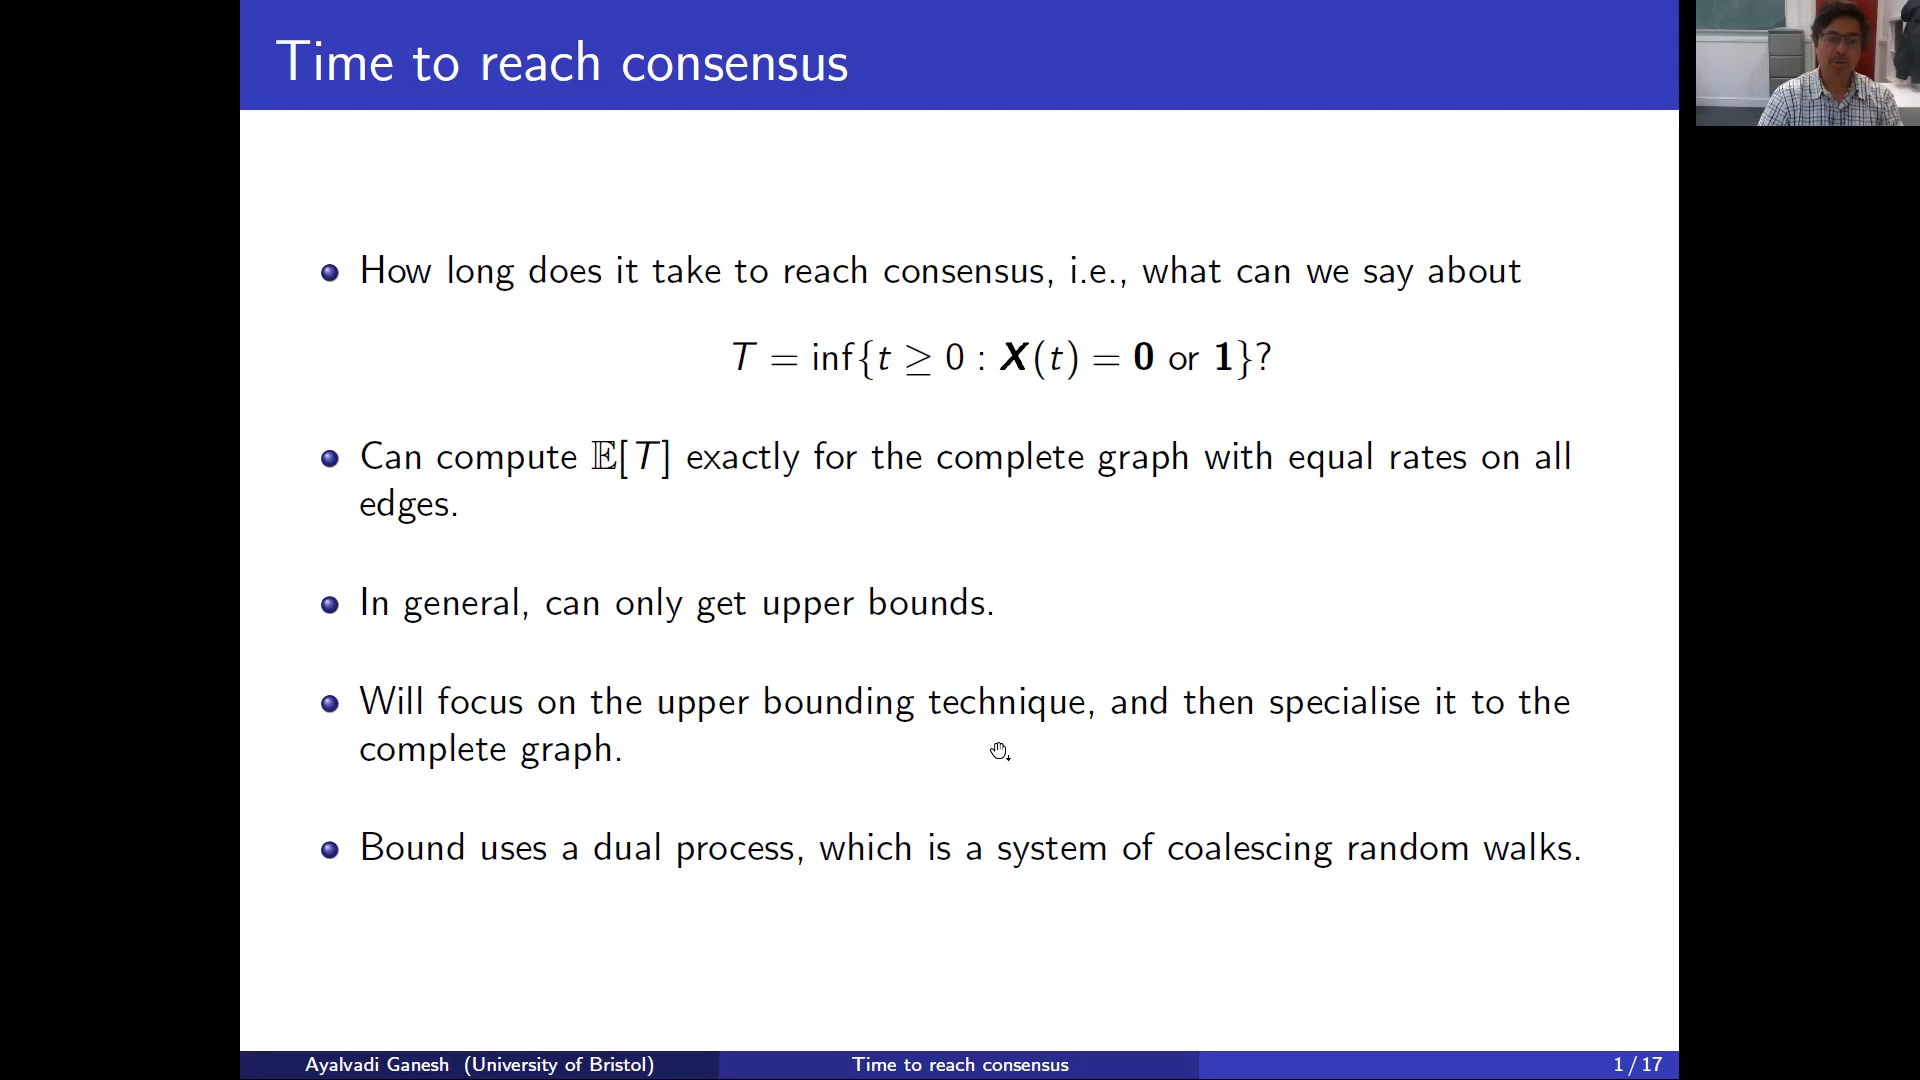 Time to reach consensus
How long does it take to reach consensus, i.e., what can we say about
T = inf{t ≥ 0 : X(t) = 0 or 1}?
Can compute 𝔼[T] exactly for the complete graph with equal rates on all
edges.
In general, can only get upper bounds.
Will focus on the upper bounding technique, and then specialise it to the
complete graph.
Bound uses a dual process, which is a system of coalescing random walks.
Ayalvadi Ganesh (University of Bristol)
Time to reach consensus
1 / 17